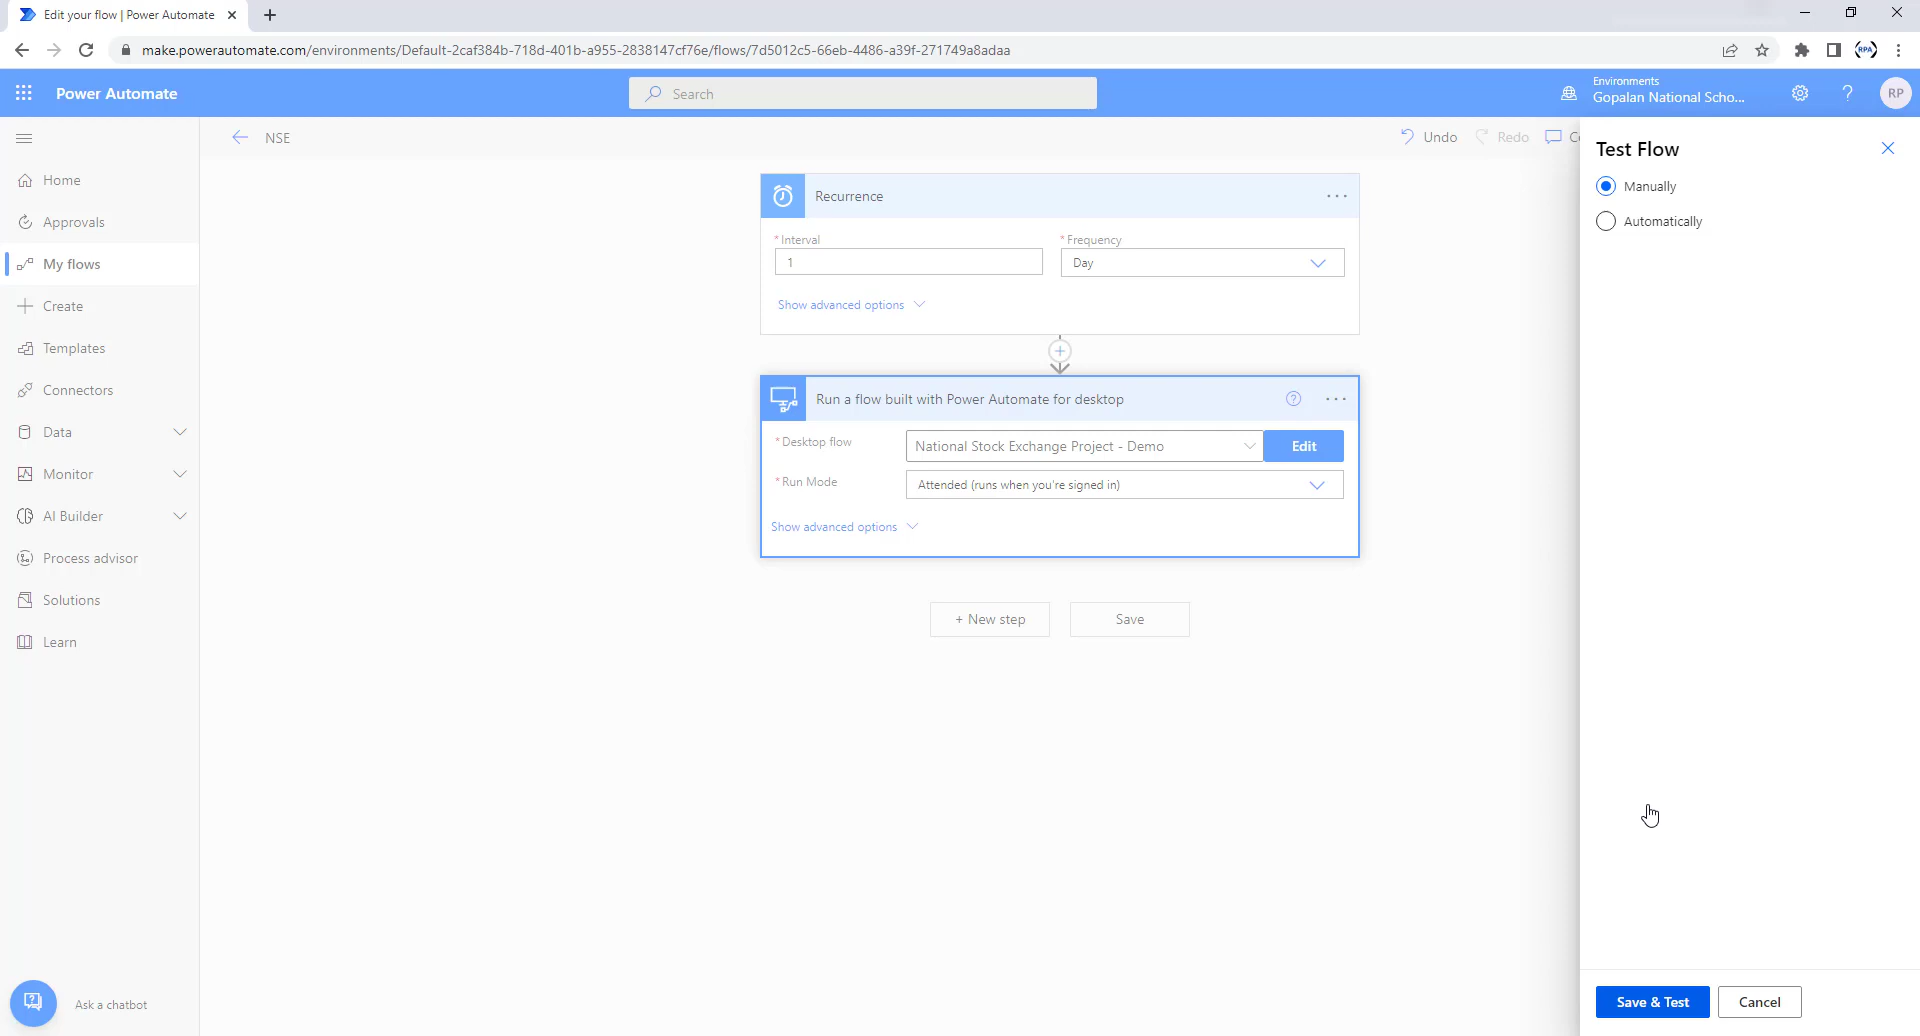 Edit your flow | Power Automate
make.powerautomate.com/environments/Default-2caf384b-718d-401b-a955-2838147cf76e/flows/7d5012c5-66eb-4486-a39f-271749a8adaa
RPA
Power Automate
Search
Environments
Gopalan National Scho...
RP
NSE
Undo
Redo
Home
Approvals
My flows
Create
Templates
Connectors
Data
Monitor
AI Builder
Process advisor
Solutions
Learn
Ask a chatbot
Recurrence
* Interval
* Frequency
1
Day
Show advanced options
Run a flow built with Power Automate for desktop
* Desktop flow
National Stock Exchange Project - Demo
Edit
* Run Mode
Attended (runs when you're signed in)
Show advanced options
+ New step
Save
Test Flow
Manually
Automatically
Save & Test
Cancel